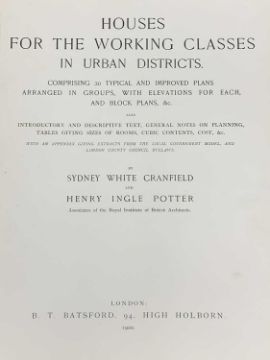 HOUSES
FOR THE WORKING CLASSES
IN URBAN DISTRICTS.
COMPRISING 30 TYPICAL AND IMPROVED PLANS
ARRANGED IN GROUPS, WITH ELEVATIONS FOR EACH,
AND BLOCK PLANS, &c.
ALSO
INTRODUCTORY AND DESCRIPTIVE TEXT, GENERAL NOTES ON PLANNING,
TABLES GIVING SIZES OF ROOMS, CUBIC CONTENTS, COST, &c.
WITH AN APPENDIX GIVING EXTRACTS FROM THE LOCAL GOVERNMENT MODEL, AND
LONDON COUNTY COUNCIL BYELAWS.
BY
SYDNEY WHITE CRANFIELD
AND
HENRY INGLE POTTER
Associates of the Royal Institute of British Architects.
LONDON:
B. T. BATSFORD, 94, HIGH HOLBORN.